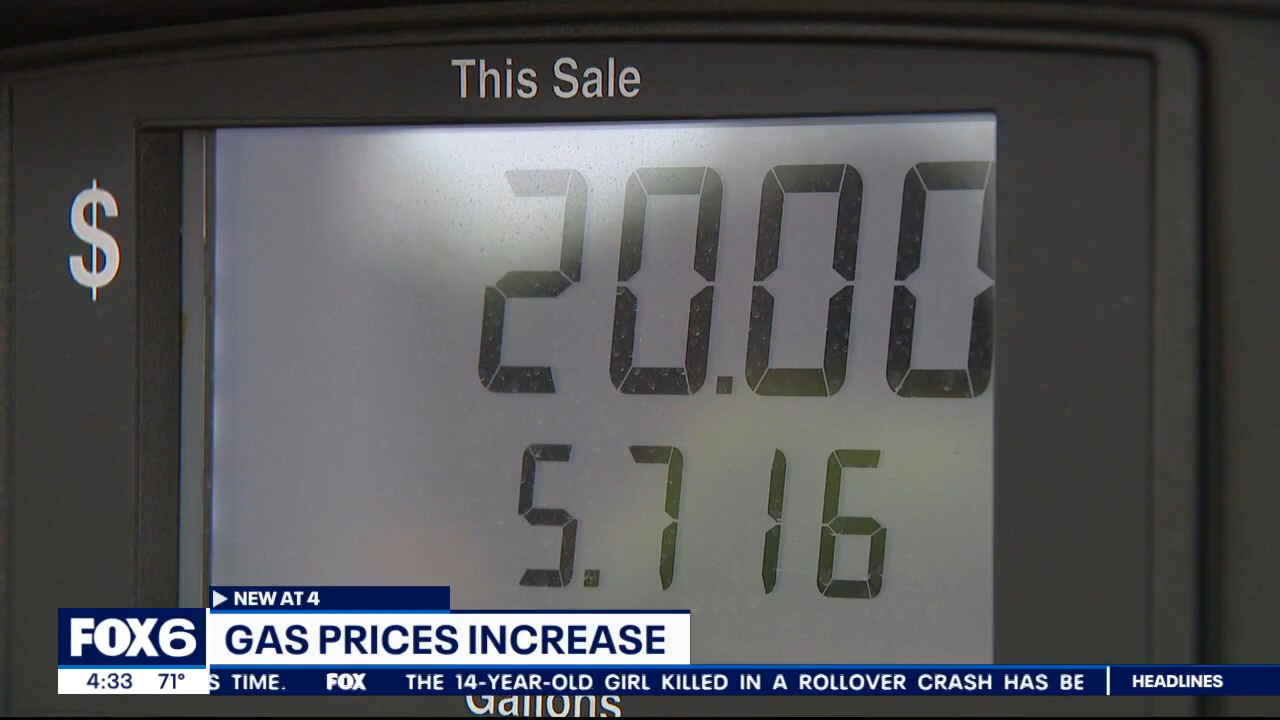 This Sale
$
20.00
5.716
NEW AT 4
FOX6
GAS PRICES INCREASE
4:33 71°
S TIME. FOX THE 14-YEAR-OLD GIRL KILLED IN A ROLLOVER CRASH HAS BE
HEADLINES
Gallons